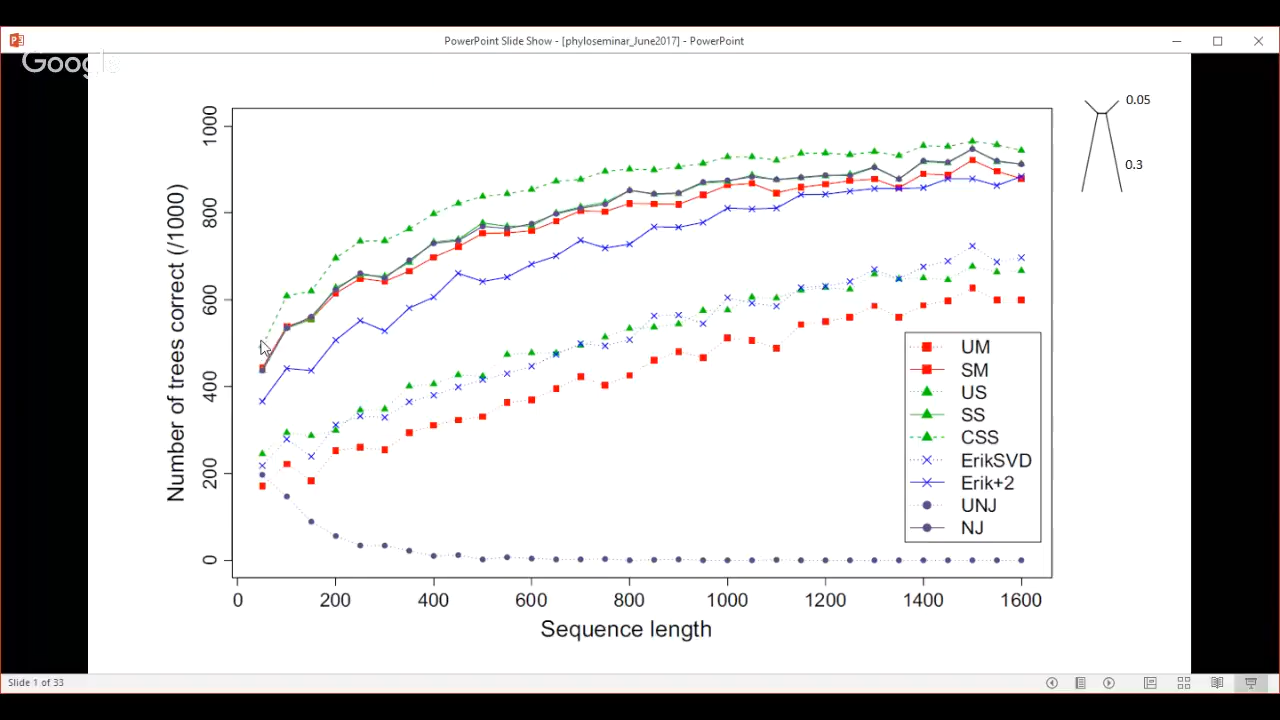 PowerPoint Slide Show - [phyloseminar_June2017] - PowerPoint
Google
0.05
0.3
Number of trees correct (/1000)
1000
800
600
400
200
0
UM
SM
US
SS
CSS
ErikSVD
Erik+2
UNJ
NJ
0 200 400 600 800 1000 1200 1400 1600
Sequence length
Slide 1 of 33